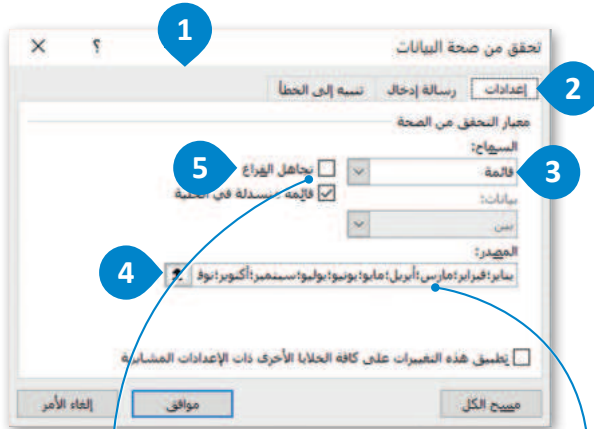 1
تحقق من صحة البيانات ؟ ×
إعدادات رسالة إدخال تنبيه إلى الخطأ
2
معيار التحقق من الصحة
السماح:
قائمة
3
تجاهل الفراغ
5
قائمة منسدلة في الخلية
بيانات:
بين
المصدر:
يناير؛فبراير؛مارس؛أبريل؛مايو؛يونيو؛يوليو؛سبتمبر؛أكتوبر؛نوف
4
تطبيق هذه التغييرات على كافة الخلايا الأخرى ذات الإعدادات المشابهة
مسح الكل موافق إلغاء الأمر